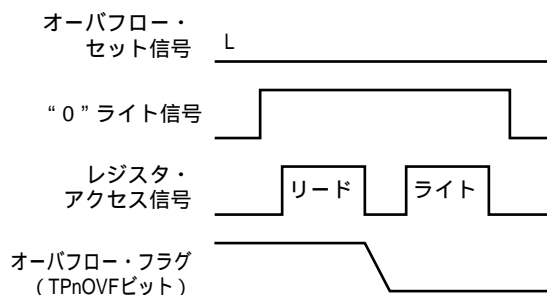 オーバフロー・
セット信号
L
“0”ライト信号
レジスタ・
アクセス信号
リード
ライト
オーバフロー・フラグ
（TPnOVFビット）